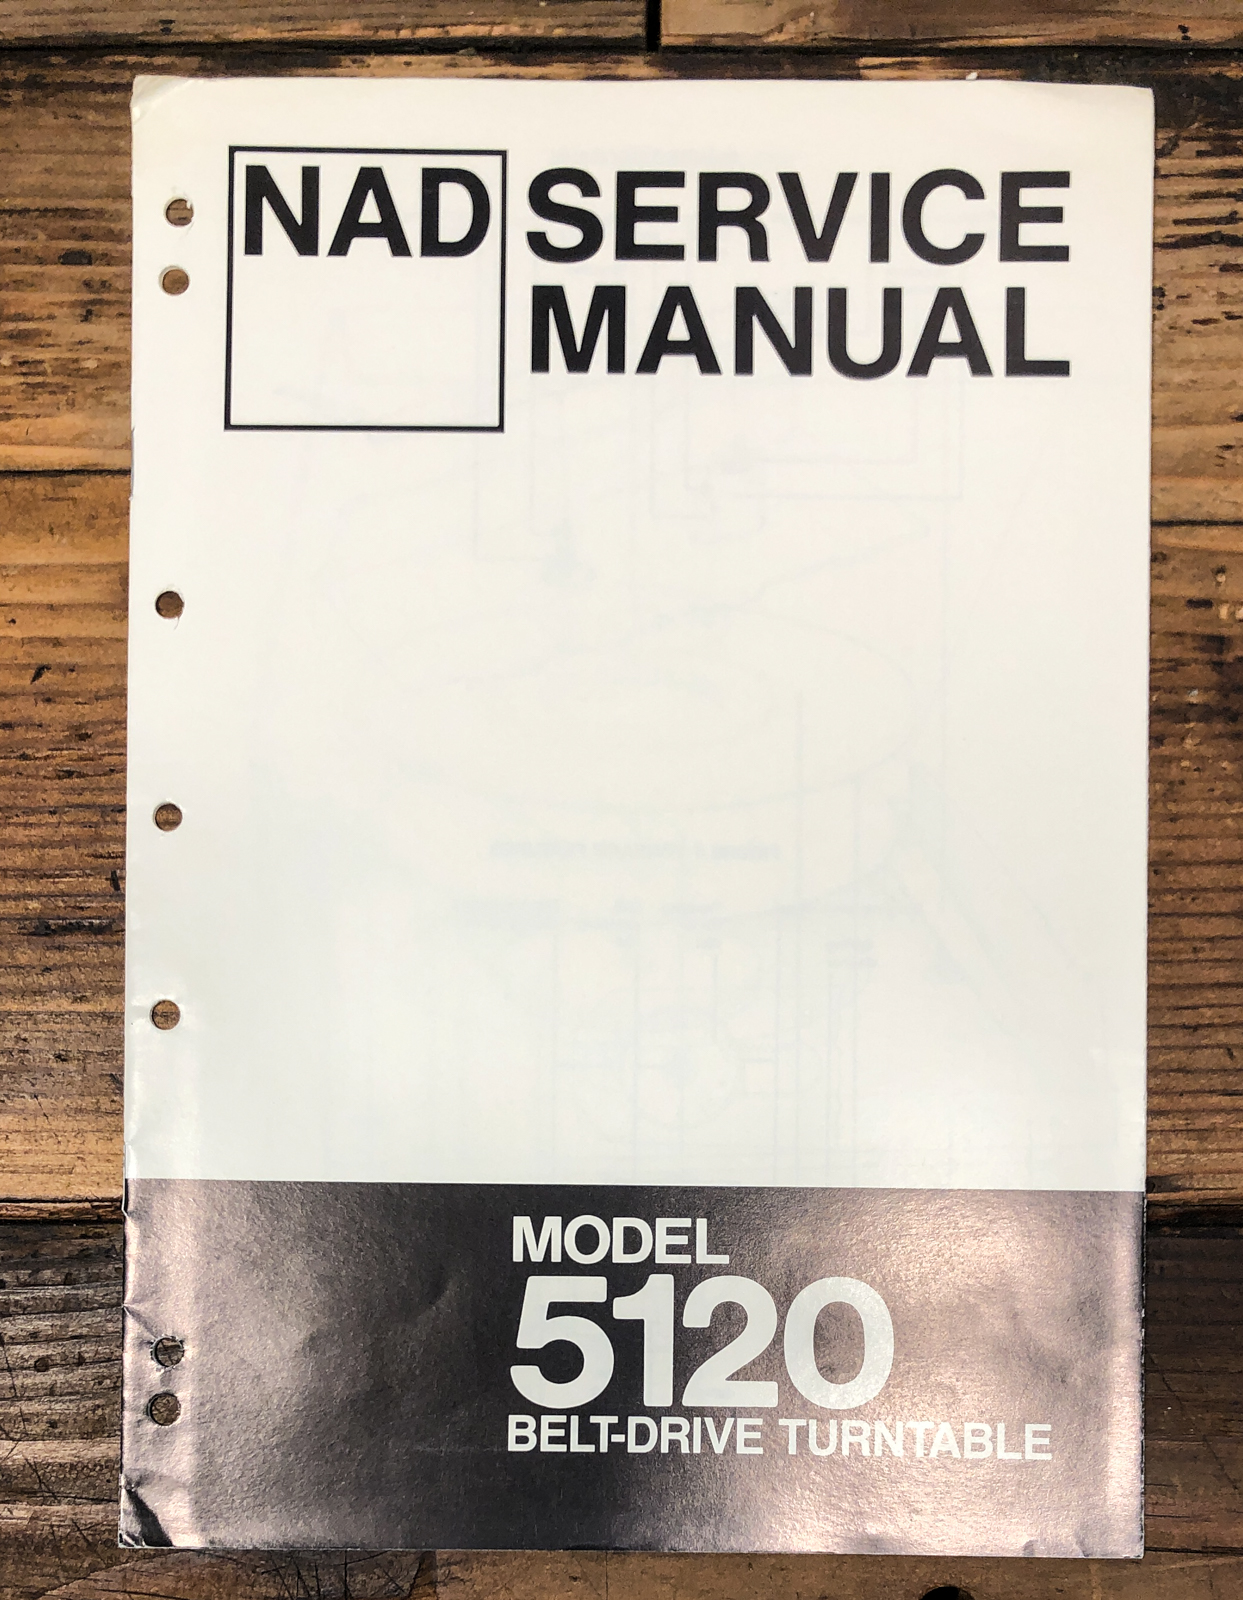 NAD SERVICE
MANUAL
MODEL
5120
BELT-DRIVE TURNTABLE